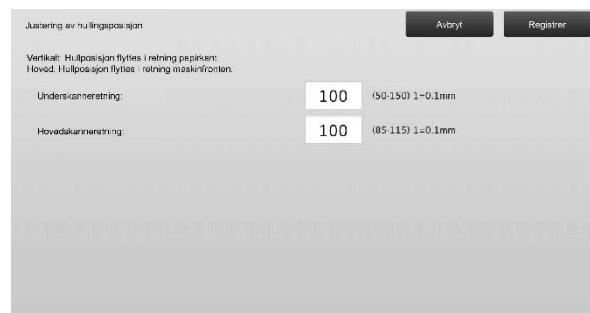 Justering av hullingsposisjon
Avbryt
Registrer
Vertikalt: Hullposisjon flyttes i retning papirkant
Hoved: Hullposisjon flyttes i retning maskinfronten.
Underskanneretning:
100
(50-150) 1=0.1mm
Hovedskanneretning:
100
(85-115) 1=0.1mm